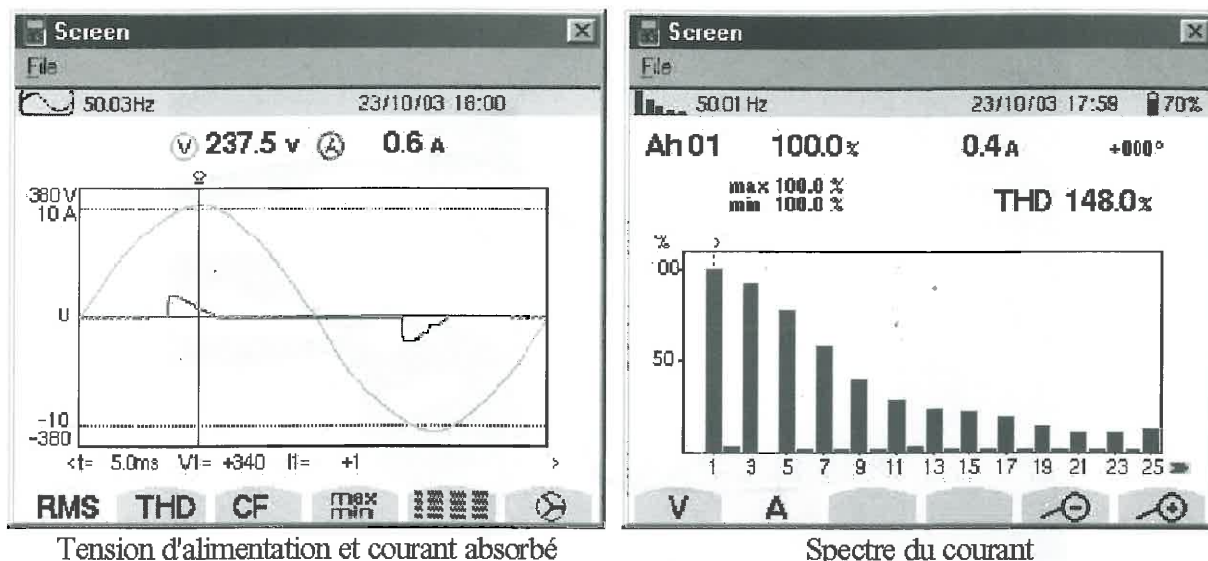 Screen
File
50.03Hz 23/10/03 18:00
V 237.5 v A 0.6 A
380 V
10 A
U
-10
-380
<t= 5.0ms V1= +340 I1= +1 >
RMS THD CF max min
Tension d'alimentation et courant absorbé
Screen
File
50.01 Hz 23/10/03 17:59 70%
Ah 01 100.0 % 0.4 A +000°
max 100.0 %
min 100.0 %
THD 148.0 %
% >
00
50
1 3 5 7 9 11 13 15 17 19 21 23 25
V A
Spectre du courant